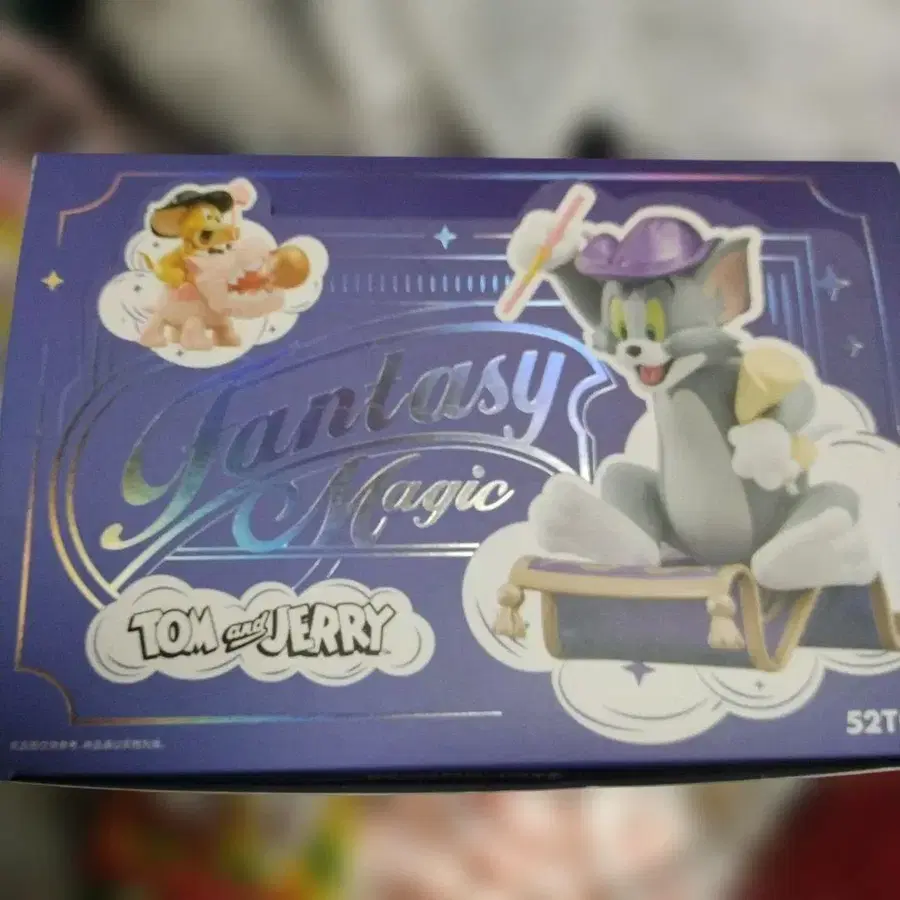 Fantasy
Magic
TOM and JERRY
52T